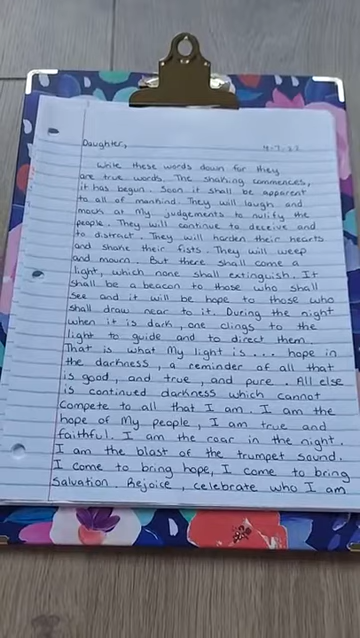 Daughter,
4-7-22
Write these words down for they
are true words. The shaking commences,
it has begun. Soon it shall be apparent
to all of mankind. They will laugh and
mock at My judgements to nullify the
people. They will continue to deceive and
to distract. They will harden their hearts
and shake their fists. They will weep
and mourn. But there shall come a
light, which none shall extinguish. It
shall be a beacon to those who shall
see and it will be hope to those who
shall draw near to it. During the night
when it is dark, one clings to the
light to guide and to direct them.
That is what My light is... hope in
the darkness, a reminder of all that
is good, and true, and pure. All else
is continued darkness which cannot
compete to all that I am. I am the
hope of My people, I am true and
faithful. I am the roar in the night.
I am the blast of the trumpet sound.
I come to bring hope, I come to bring
salvation. Rejoice, celebrate who I am